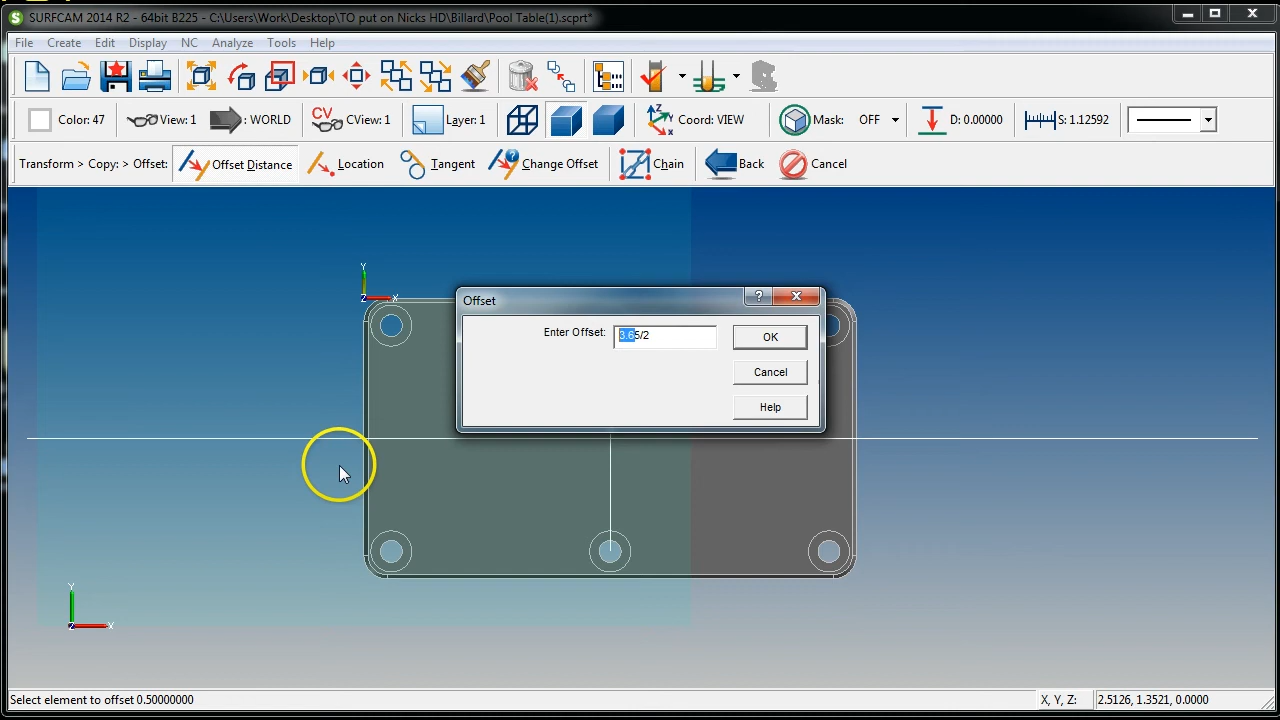 SURFCAM 2014 R2 - 64bit B225 - C:\Users\Work\Desktop\TO put on Nicks HD\Billard\Pool Table(1).scprt*
File Create Edit Display NC Analyze Tools Help
Color: 47 View: 1 : WORLD CV CView: 1 Layer: 1 Z Y X Coord: VIEW Mask: OFF D: 0.00000 S: 1.12592
Transform > Copy: > Offset: Offset Distance Location Tangent Change Offset Chain Back Cancel
Y
Z X
Offset
Enter Offset: 3.65/2 OK
Cancel
Help
Y
Z X
Select element to offset 0.50000000 X, Y, Z: 2.5126, 1.3521, 0.0000